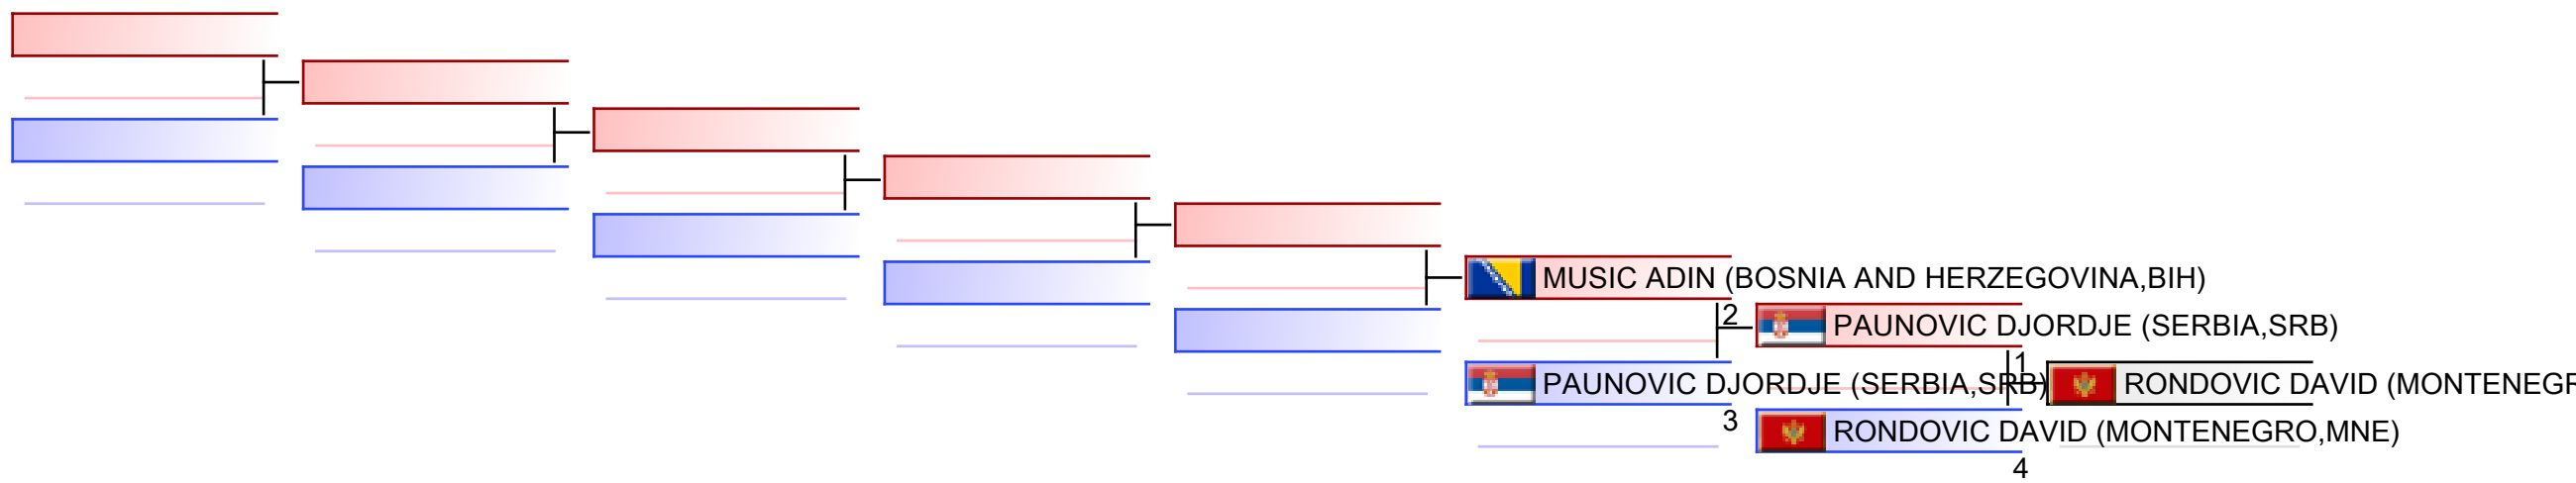 MUSIC ADIN (BOSNIA AND HERZEGOVINA,BIH)
2
PAUNOVIC DJORDJE (SERBIA,SRB)
1
PAUNOVIC DJORDJE (SERBIA,SRB)
RONDOVIC DAVID (MONTENEGR
3
RONDOVIC DAVID (MONTENEGRO,MNE)
4